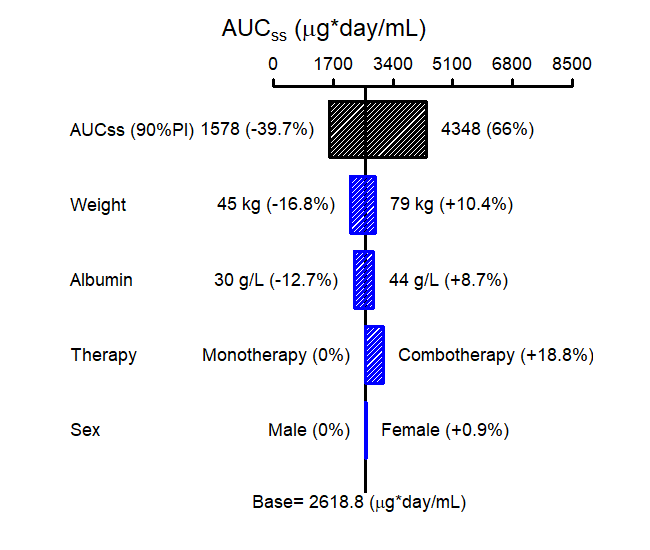 AUCss (μg*day/mL)
0 1700 3400 5100 6800 8500
AUCss (90%PI) 1578 (-39.7%) 4348 (66%)
Weight 45 kg (-16.8%) 79 kg (+10.4%)
Albumin 30 g/L (-12.7%) 44 g/L (+8.7%)
Therapy Monotherapy (0%) Combotherapy (+18.8%)
Sex Male (0%) Female (+0.9%)
Base= 2618.8 (μg*day/mL)